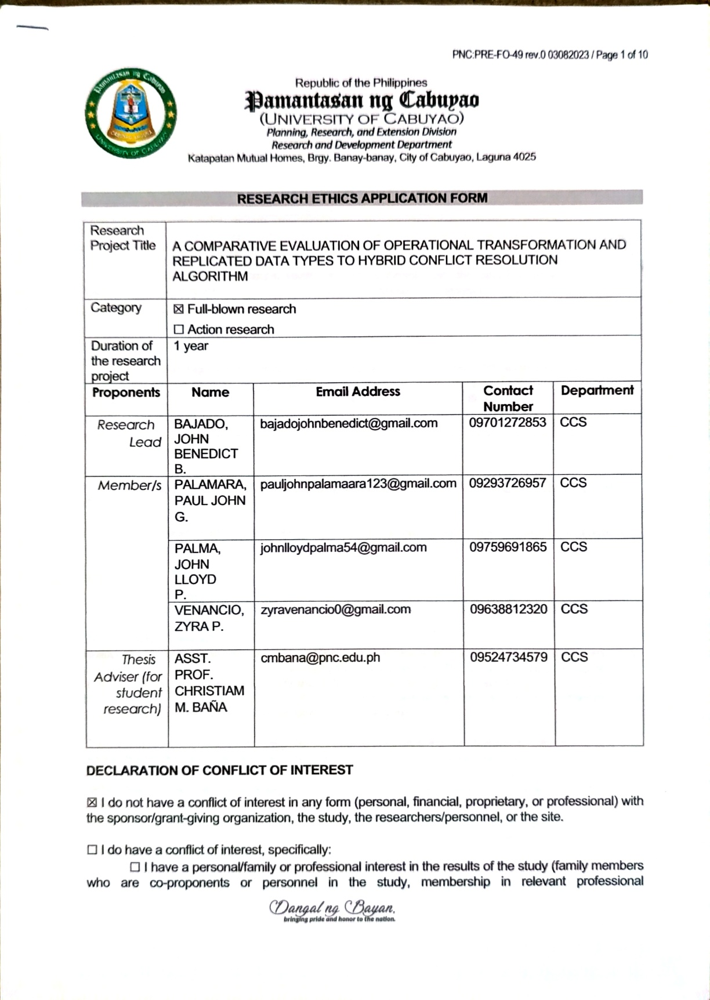 PNC:PRE-FO-49 rev.0 03082023 / Page 1 of 10
Pamantasan ng Cabuyao
UNIVERSITY OF CABUYAO
Republic of the Philippines
Pamantasan ng Cabuyao
(UNIVERSITY OF CABUYAO)
Planning, Research, and Extension Division
Research and Development Department
Katapatan Mutual Homes, Brgy. Banay-banay, City of Cabuyao, Laguna 4025
RESEARCH ETHICS APPLICATION FORM
Research
Project Title
A COMPARATIVE EVALUATION OF OPERATIONAL TRANSFORMATION AND
REPLICATED DATA TYPES TO HYBRID CONFLICT RESOLUTION
ALGORITHM
Category
☒ Full-blown research
☐ Action research
Duration of
the research
project
1 year
Proponents
Name
Email Address
Contact
Number
Department
Research
Lead
BAJADO,
JOHN
BENEDICT
B.
bajadojohnbenedict@gmail.com
09701272853
CCS
Member/s
PALAMARA,
PAUL JOHN
G.
pauljohnpalamaara123@gmail.com
09293726957
CCS
PALMA,
JOHN
LLOYD
P.
johnlloydpalma54@gmail.com
09759691865
CCS
VENANCIO,
ZYRA P.
zyravenancio0@gmail.com
09638812320
CCS
Thesis
Adviser (for
student
research)
ASST.
PROF.
CHRISTIAM
M. BAÑA
cmbana@pnc.edu.ph
09524734579
CCS
DECLARATION OF CONFLICT OF INTEREST
☒ I do not have a conflict of interest in any form (personal, financial, proprietary, or professional) with
the sponsor/grant-giving organization, the study, the researchers/personnel, or the site.
☐ I do have a conflict of interest, specifically:
☐ I have a personal/family or professional interest in the results of the study (family members
who are co-proponents or personnel in the study, membership in relevant professional
Dangal ng Bayan.
bringing pride and honor to the nation.